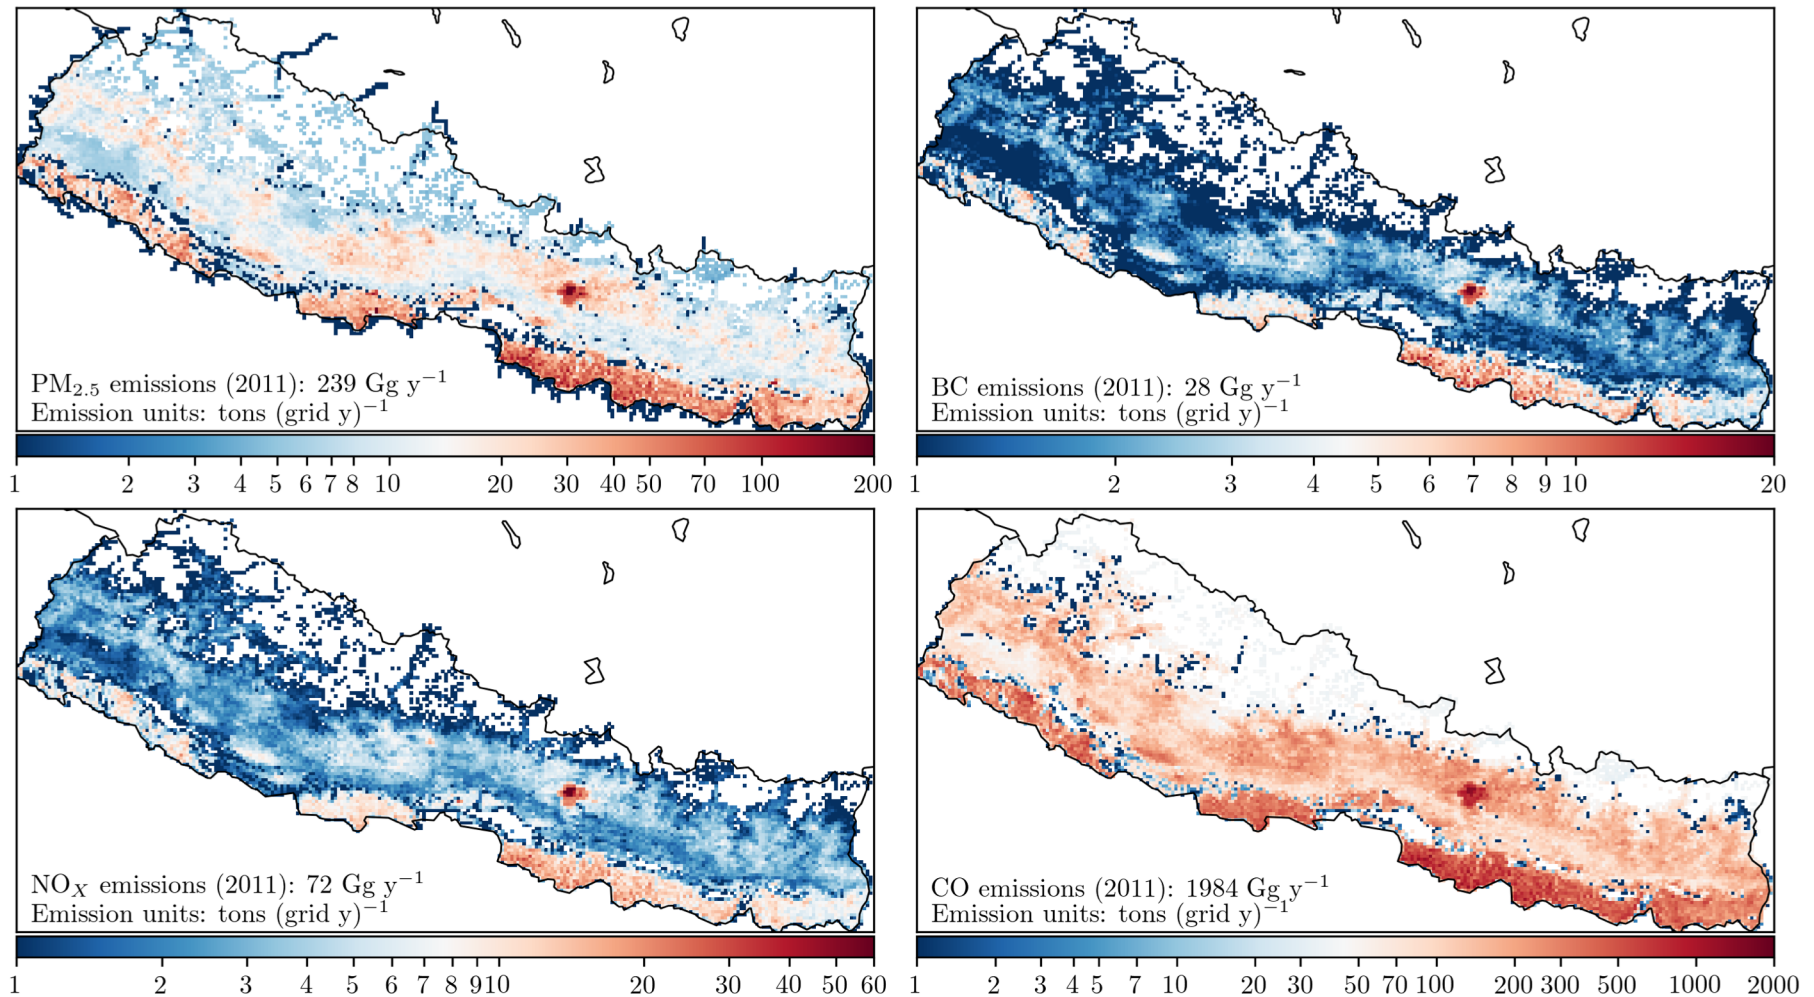 PM₂.₅ emissions (2011): 239 Gg y⁻¹
Emission units: tons (grid y)⁻¹
1 2 3 4 5 6 7 8 10 20 30 40 50 70 100 200
BC emissions (2011): 28 Gg y⁻¹
Emission units: tons (grid y)⁻¹
1 2 3 4 5 6 7 8 9 10 20
NOₓ emissions (2011): 72 Gg y⁻¹
Emission units: tons (grid y)⁻¹
1 2 3 4 5 6 7 8 9 10 20 30 40 50 60
CO emissions (2011): 1984 Gg y⁻¹
Emission units: tons (grid y)⁻¹
1 2 3 4 5 7 10 20 30 50 70 100 200 300 500 1000 2000